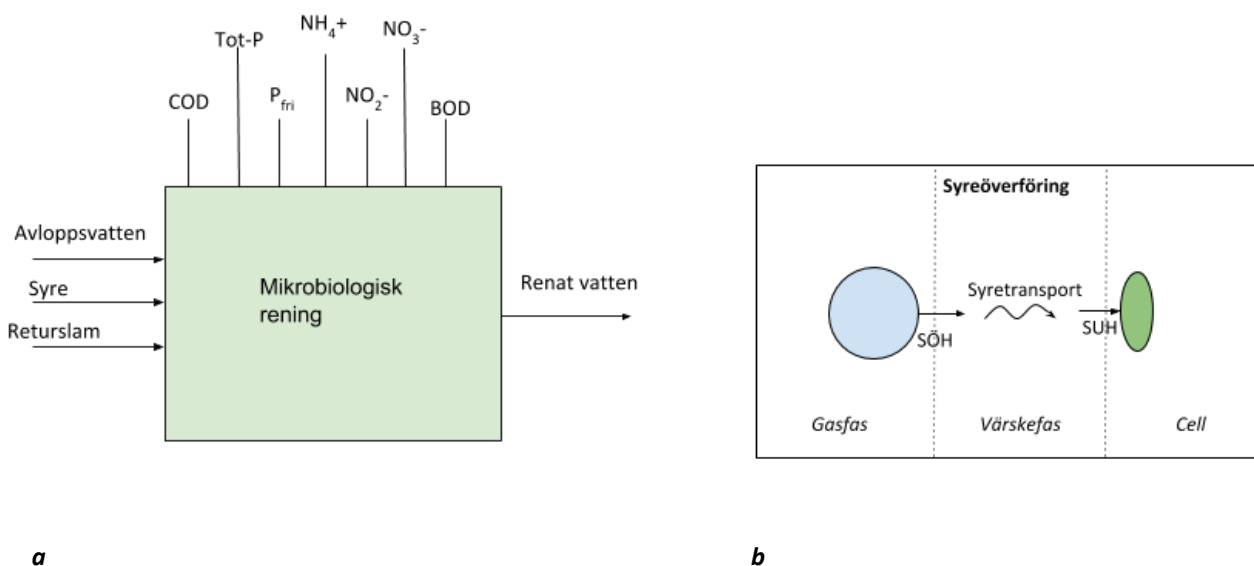 NH₄+
NO₃-
Tot-P
COD
P_fri
NO₂-
BOD
Avloppsvatten
Syre
Returslam
Mikrobiologisk
rening
Renat vatten
a
Syreöverföring
Syretransport
SÖH
SUH
Gasfas
Värskefas
Cell
b